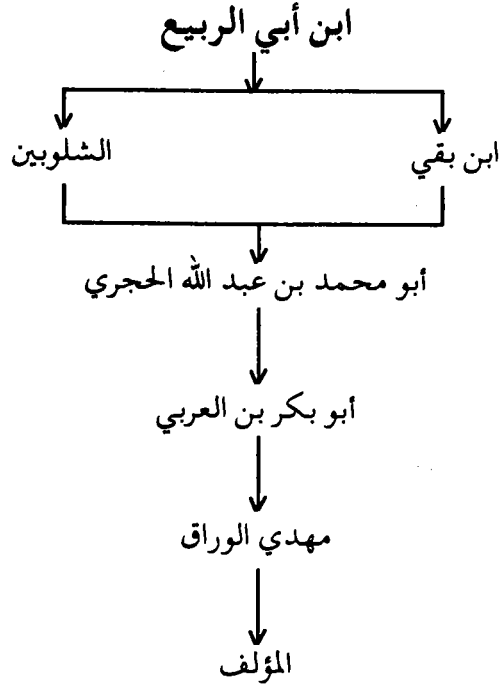 ابن أبي الربيع
ابن بقي
الشلوبين
أبو محمد بن عبد الله الحجري
أبو بكر بن العربي
مهدي الوراق
المؤلف